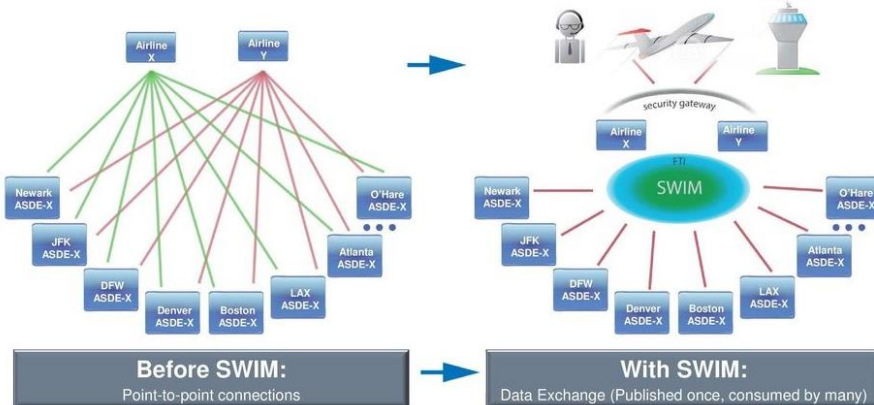 Airline
X
Airline
Y
Newark
ASDE-X
JFK
ASDE-X
DFW
ASDE-X
Denver
ASDE-X
Boston
ASDE-X
LAX
ASDE-X
Atlanta
ASDE-X
O'Hare
ASDE-X
Before SWIM:
Point-to-point connections
security gateway
Airline
X
Airline
Y
FTI
SWIM
Newark
ASDE-X
JFK
ASDE-X
DFW
ASDE-X
Denver
ASDE-X
Boston
ASDE-X
LAX
ASDE-X
Atlanta
ASDE-X
O'Hare
ASDE-X
With SWIM:
Data Exchange (Published once, consumed by many)